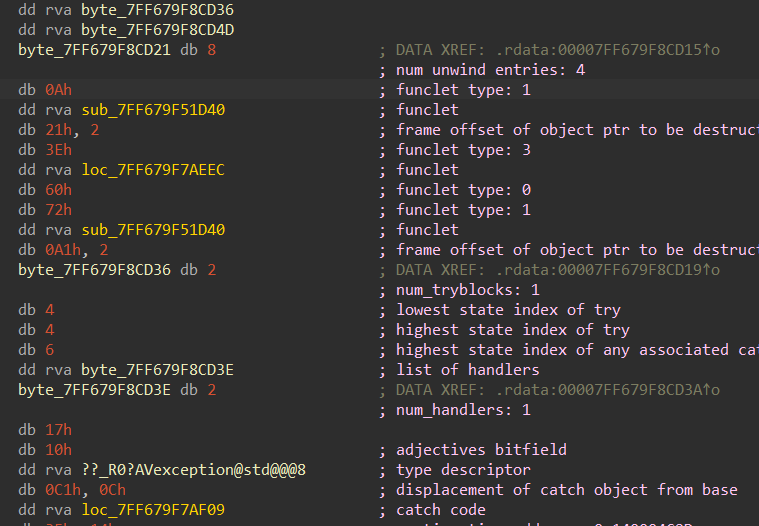 dd rva byte_7FF679F8CD36
dd rva byte_7FF679F8CD4D
byte_7FF679F8CD21 db 8 ; DATA XREF: .rdata:00007FF679F8CD15↑o
; num unwind entries: 4
db 0Ah ; funclet type: 1
dd rva sub_7FF679F51D40 ; funclet
db 21h, 2 ; frame offset of object ptr to be destruct
db 3Eh ; funclet type: 3
dd rva loc_7FF679F7AEEC ; funclet
db 60h ; funclet type: 0
db 72h ; funclet type: 1
dd rva sub_7FF679F51D40 ; funclet
db 0A1h, 2 ; frame offset of object ptr to be destruct
byte_7FF679F8CD36 db 2 ; DATA XREF: .rdata:00007FF679F8CD19↑o
; num_tryblocks: 1
db 4 ; lowest state index of try
db 4 ; highest state index of try
db 6 ; highest state index of any associated cat
dd rva byte_7FF679F8CD3E ; list of handlers
byte_7FF679F8CD3E db 2 ; DATA XREF: .rdata:00007FF679F8CD3A↑o
; num_handlers: 1
db 17h
db 10h ; adjectives bitfield
dd rva ??_R0?AVexception@std@@@8 ; type descriptor
db 0C1h, 0Ch ; displacement of catch object from base
dd rva loc_7FF679F7AF09 ; catch code